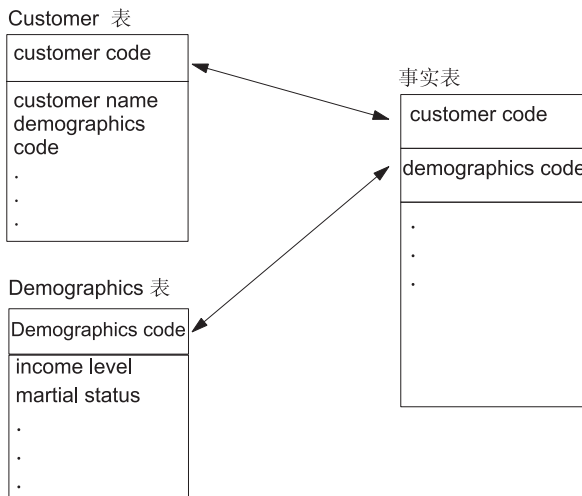 Customer 表
customer code
customer name
demographics
code
.
.
.
事实表
customer code
demographics code
.
.
.
Demographics 表
Demographics code
income level
martial status
.
.
.